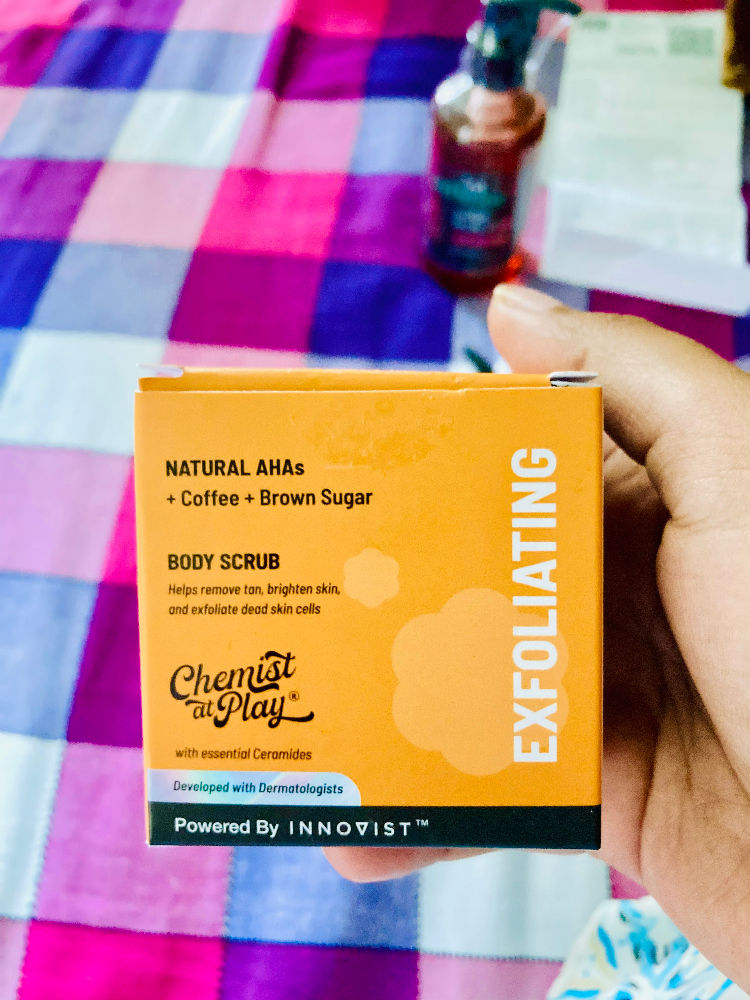 NATURAL AHAs
+ Coffee + Brown Sugar
BODY SCRUB
Helps remove tan, brighten skin,
and exfoliate dead skin cells
Chemist
at Play®
with essential Ceramides
Developed with Dermatologists
Powered By INNOVIST™
EXFOLIATING